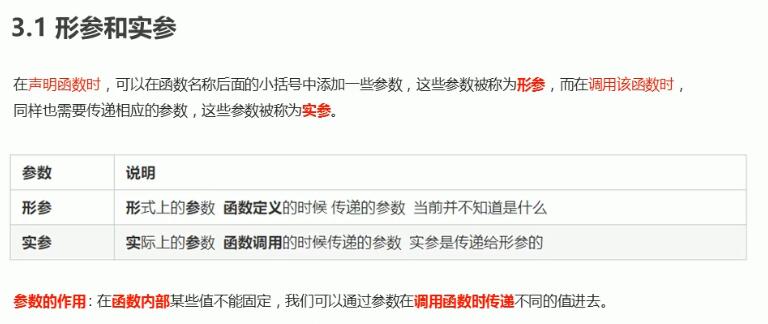 3.1 形参和实参
在声明函数时，可以在函数名称后面的小括号中添加一些参数，这些参数被称为形参，而在调用该函数时，
同样也需要传递相应的参数，这些参数被称为实参。
参数 说明
形参 形式上的参数 函数定义的时候 传递的参数 当前并不知道是什么
实参 实际上的参数 函数调用的时候传递的参数 实参是传递给形参的
参数的作用：在函数内部某些值不能固定，我们可以通过参数在调用函数时传递不同的值进去。